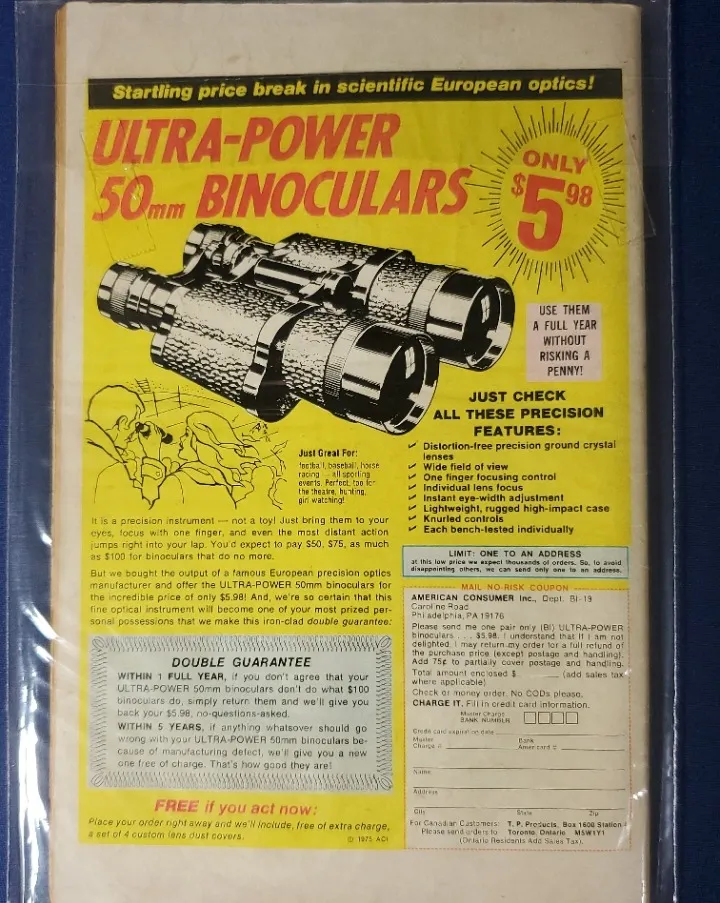 Startling price break in scientific European optics!
ULTRA-POWER
50mm BINOCULARS
ONLY
$5 98
USE THEM
A FULL YEAR
WITHOUT
RISKING A
PENNY!
JUST CHECK
ALL THESE PRECISION
FEATURES:
✓ Distortion-free precision ground crystal
lenses
✓ Wide field of view
✓ One finger focusing control
✓ Individual lens focus
✓ Instant eye-width adjustment
✓ Lightweight, rugged high-impact case
✓ Knurled controls
✓ Each bench-tested individually
Just Great For:
football, baseball, horse
racing — all sporting
events. Perfect, too for
the theatre, hunting,
girl watching!
It is a precision instrument — not a toy! Just bring them to your
eyes, focus with one finger, and even the most distant action
jumps right into your lap. You'd expect to pay $50, $75, as much
as $100 for binoculars that do no more.
But we bought the output of a famous European precision optics
manufacturer and offer the ULTRA-POWER 50mm binoculars for
the incredible price of only $5.98! And, we're so certain that this
fine optical instrument will become one of your most prized per-
sonal possessions that we make this iron-clad double guarantee:
DOUBLE GUARANTEE
WITHIN 1 FULL YEAR, if you don't agree that your
ULTRA-POWER 50mm binoculars don't do what $100
binoculars do, simply return them and we'll give you
back your $5.98, no-questions-asked.
WITHIN 5 YEARS, if anything whatsoever should go
wrong with your ULTRA-POWER 50mm binoculars be-
cause of manufacturing defect, we'll give you a new
one free of charge. That's how good they are!
FREE if you act now:
Place your order right away and we'll include, free of extra charge,
a set of 4 custom lens dust covers.
© 1975 ACI
LIMIT: ONE TO AN ADDRESS
at this low price we expect thousands of orders. So, to avoid
disappointing others, we can send only one to an address.
MAIL NO-RISK COUPON
AMERICAN CONSUMER Inc., Dept. BI-19
Caroline Road
Philadelphia, PA 19176
Please send me one pair only (BI) ULTRA-POWER
binoculars . . . . $5.98. I understand that if I am not
delighted, I may return my order for a full refund of
the purchase price (except postage and handling).
Add 75¢ to partially cover postage and handling.
Total amount enclosed $ (add sales tax
where applicable)
Check or money order. No CODs please.
CHARGE IT. Fill in credit card information.
Master Charge
BANK NUMBER
Credit card expiration date
Master
Charge #
Bank
Americard #
Name
Address
City State Zip
For Canadian Customers: T. P. Products, Box 1600 Station
Please send orders to Toronto Ontario M5W1Y1
(Ontario Residents Add Sales Tax).